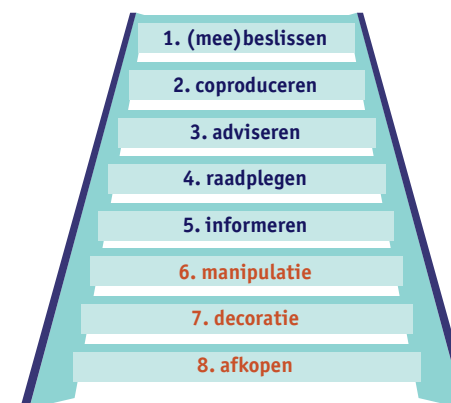 1. (mee)beslissen
2. coproduceren
3. adviseren
4. raadplegen
5. informeren
6. manipulatie
7. decoratie
8. afkopen